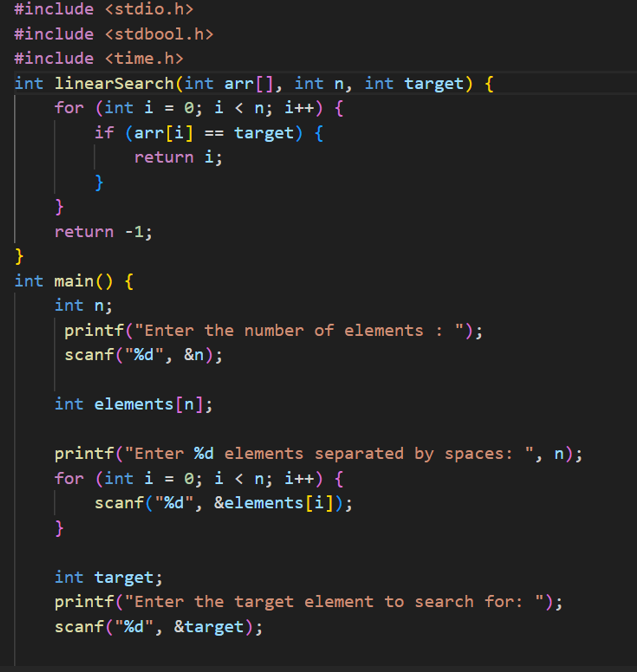 #include <stdio.h>
#include <stdbool.h>
#include <time.h>
int linearSearch(int arr[], int n, int target) {
    for (int i = 0; i < n; i++) {
        if (arr[i] == target) {
            return i;
        }
    }
    return -1;
}
int main() {
    int n;
     printf("Enter the number of elements : ");
     scanf("%d", &n);

    int elements[n];

    printf("Enter %d elements separated by spaces: ", n);
    for (int i = 0; i < n; i++) {
        scanf("%d", &elements[i]);
    }

    int target;
    printf("Enter the target element to search for: ");
    scanf("%d", &target);